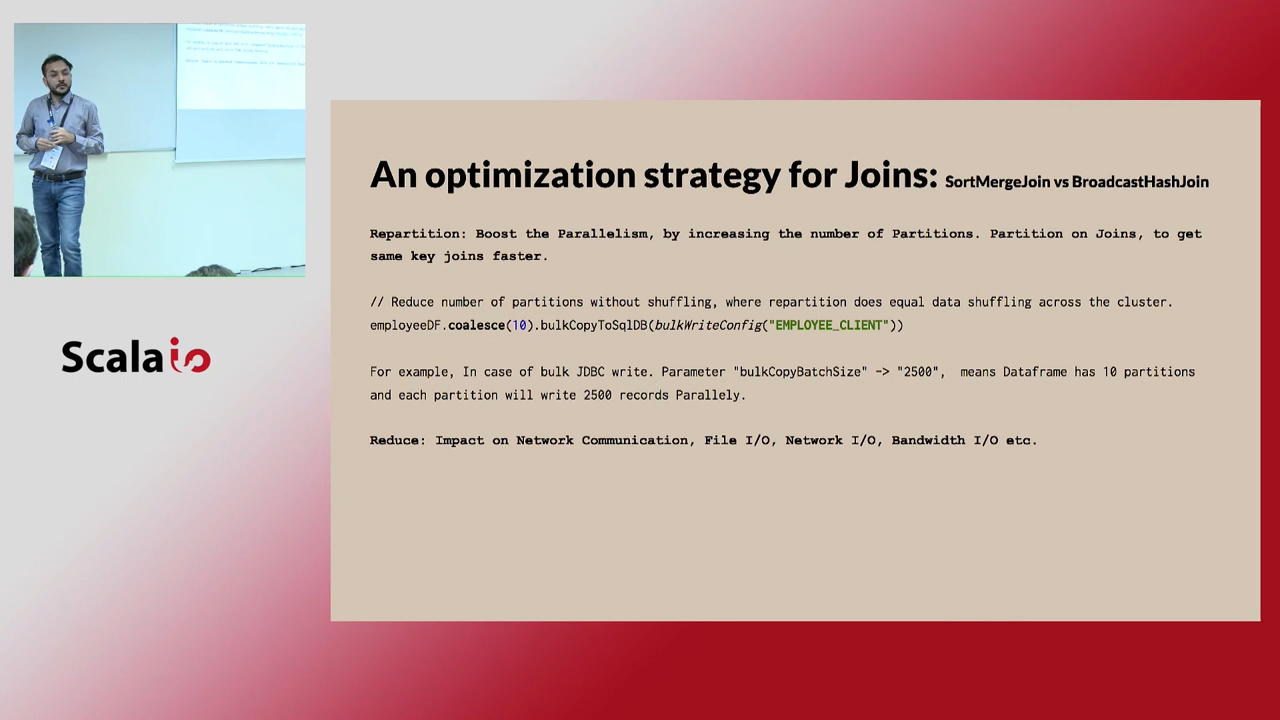 An optimization strategy for Joins: SortMergeJoin vs BroadcastHashJoin
Repartition: Boost the Parallelism, by increasing the number of Partitions. Partition on Joins, to get
same key joins faster.
// Reduce number of partitions without shuffling, where repartition does equal data shuffling across the cluster.
employeeDF.coalesce(10).bulkCopyToSqlDB(bulkWriteConfig("EMPLOYEE_CLIENT"))
For example, In case of bulk JDBC write. Parameter "bulkCopyBatchSize" -> "2500", means Dataframe has 10 partitions
and each partition will write 2500 records Parallely.
Reduce: Impact on Network Communication, File I/O, Network I/O, Bandwidth I/O etc.
Scala io